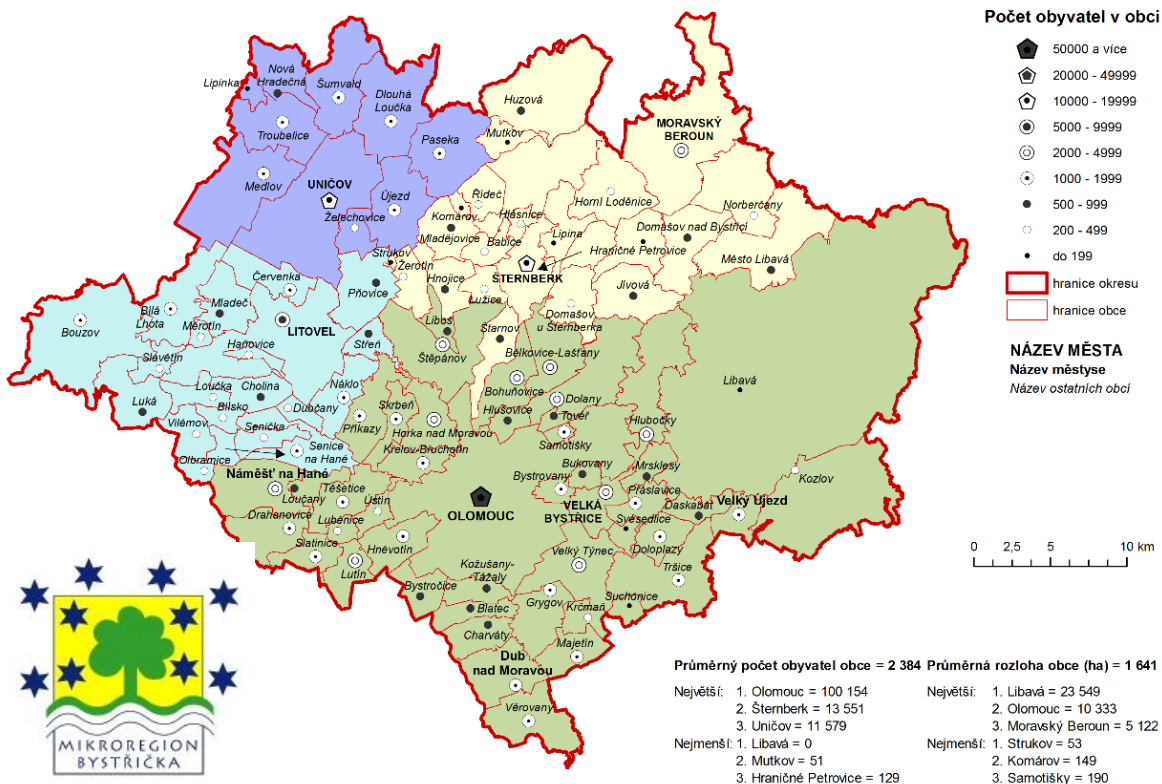 Počet obyvatel v obci
50000 a více
20000 - 49999
10000 - 19999
5000 - 9999
2000 - 4999
1000 - 1999
500 - 999
200 - 499
do 199
hranice okresu
hranice obce
NÁZEV MĚSTA
Název městyse
Název ostatních obcí
Lipinka
Nová
Hradečná
Šumvald
Dlouhá
Loučka
Troubelice
Paseka
Medlov
UNIČOV
Újezd
Želechovice
Huzová
Mutkov
MORAVSKÝ
BEROUN
Řídeč
Komárov
Hlásnice
Horní Loděnice
Norberčany
Mladějovice
Babice
Lipina
Domašov nad Bystřicí
Hraničné Petrovice
Město Libavá
Strukov
Žerotín
ŠTERNBERK
Hnojice
Lužice
Jívová
Domašov
u Šternberka
Červenka
Pňovice
Mladeč
Bílá
Lhota
Bouzov
Měrotín
LITOVEL
Haňovice
Střeň
Slavětín
Loučka
Cholina
Náklo
Luká
Bílsko
Dubčany
Vilémov
Senička
Senice
na Hané
Olbramice
Liboš
Štěpánov
Štarnov
Bělkovice-Lašťany
Bohuňovice
Dolany
Libavá
Skrbeň
Příkazy
Horka nad Moravou
Hlušovice
Tovéř
Hlubočky
Samotišky
Křelov-Břuchotín
Bukovany
Mrsklesy
Kozlov
Náměšť na Hané
Bystrovany
Loučany
Těšetice
Ústín
Přáslavice
Velký Újezd
OLOMOUC
VELKÁ
BYSTŘICE
Daskabát
Drahanovice
Luběnice
Svésedlice
Slatinice
Hněvotín
Velký Týnec
Doloplazy
Lutín
Kožušany-
Tážaly
Tršice
Bystročice
Grygov
Suchonice
Blatec
Krčmaň
Charváty
Majetín
Dub
nad Moravou
Věrovany
0 2,5 5 10 km
MIKROREGION
BYSTŘIČKA
Průměrný počet obyvatel obce = 2 384
Největší: 1. Olomouc = 100 154
2. Šternberk = 13 551
3. Uničov = 11 579
Nejmenší: 1. Libavá = 0
2. Mutkov = 51
3. Hraničné Petrovice = 129
Průměrná rozloha obce (ha) = 1 641
Největší: 1. Libavá = 23 549
2. Olomouc = 10 333
3. Moravský Beroun = 5 122
Nejmenší: 1. Strukov = 53
2. Komárov = 149
3. Samotišky = 190